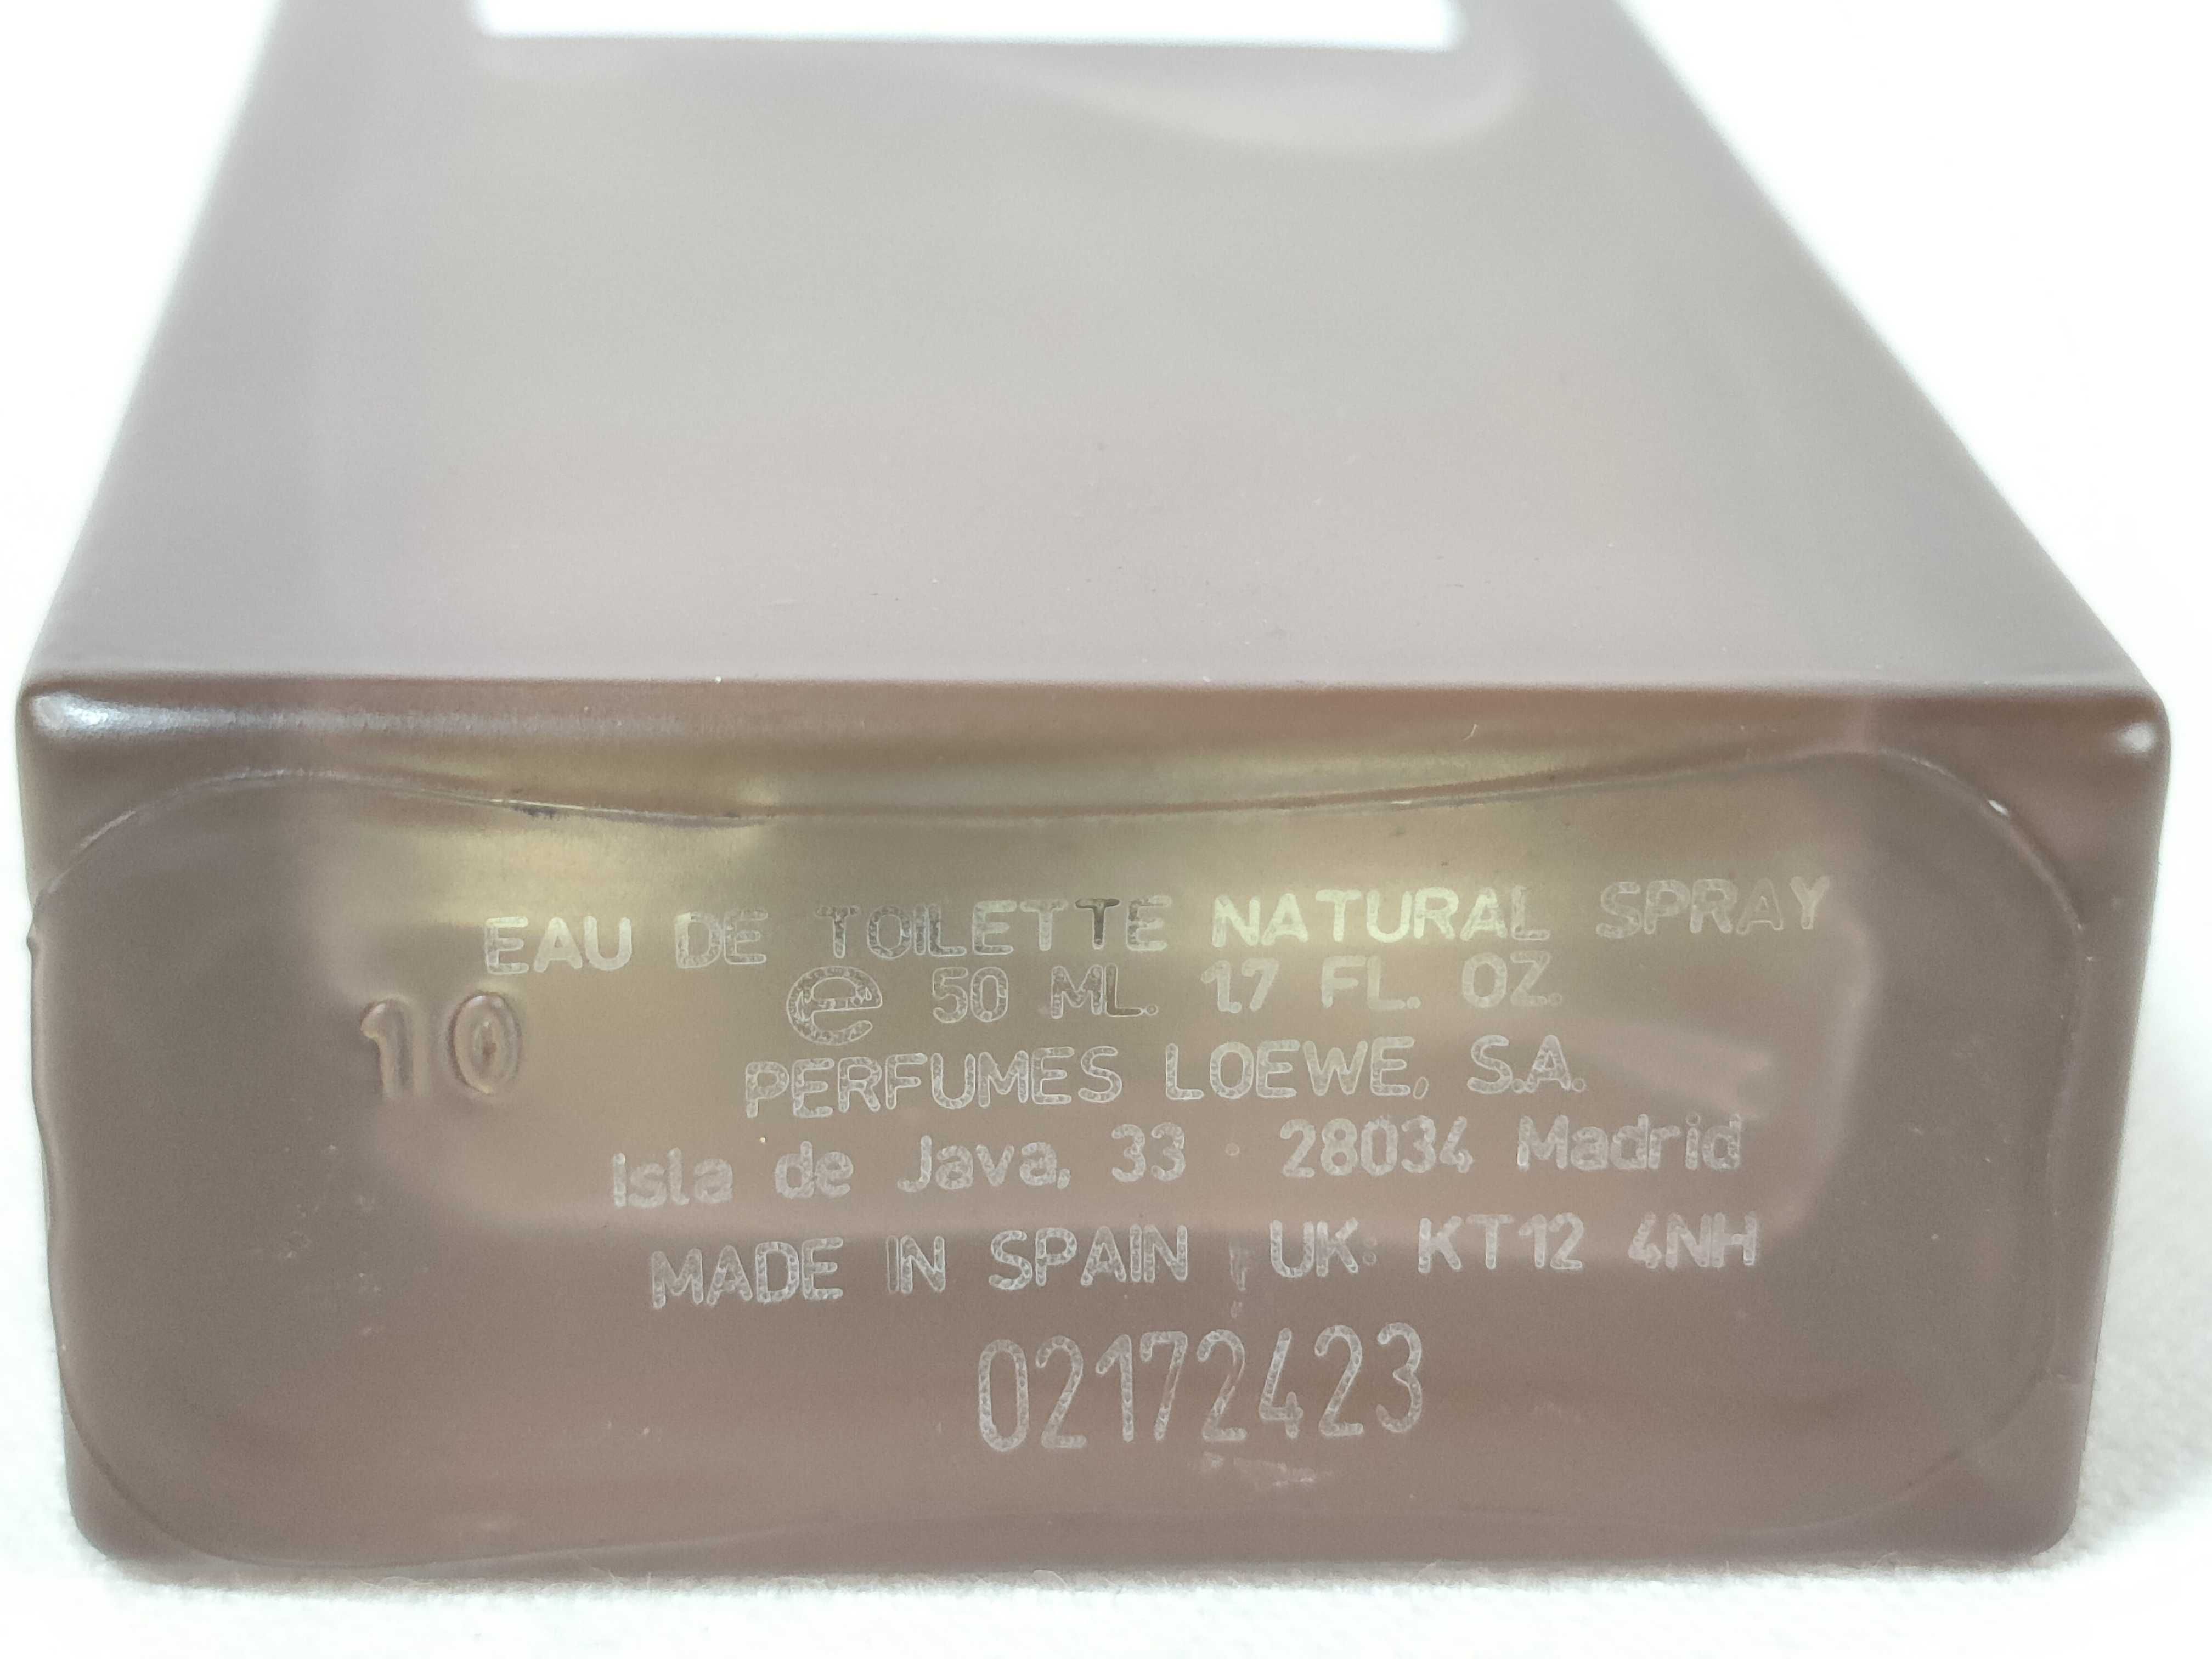 EAU DE TOILETTE NATURAL SPRAY
e 50 ML. 1.7 FL. OZ.
10
PERFUMES LOEWE, S.A.
Isla de Java, 33 · 28034 Madrid
MADE IN SPAIN UK: KT12 4NH
02172423